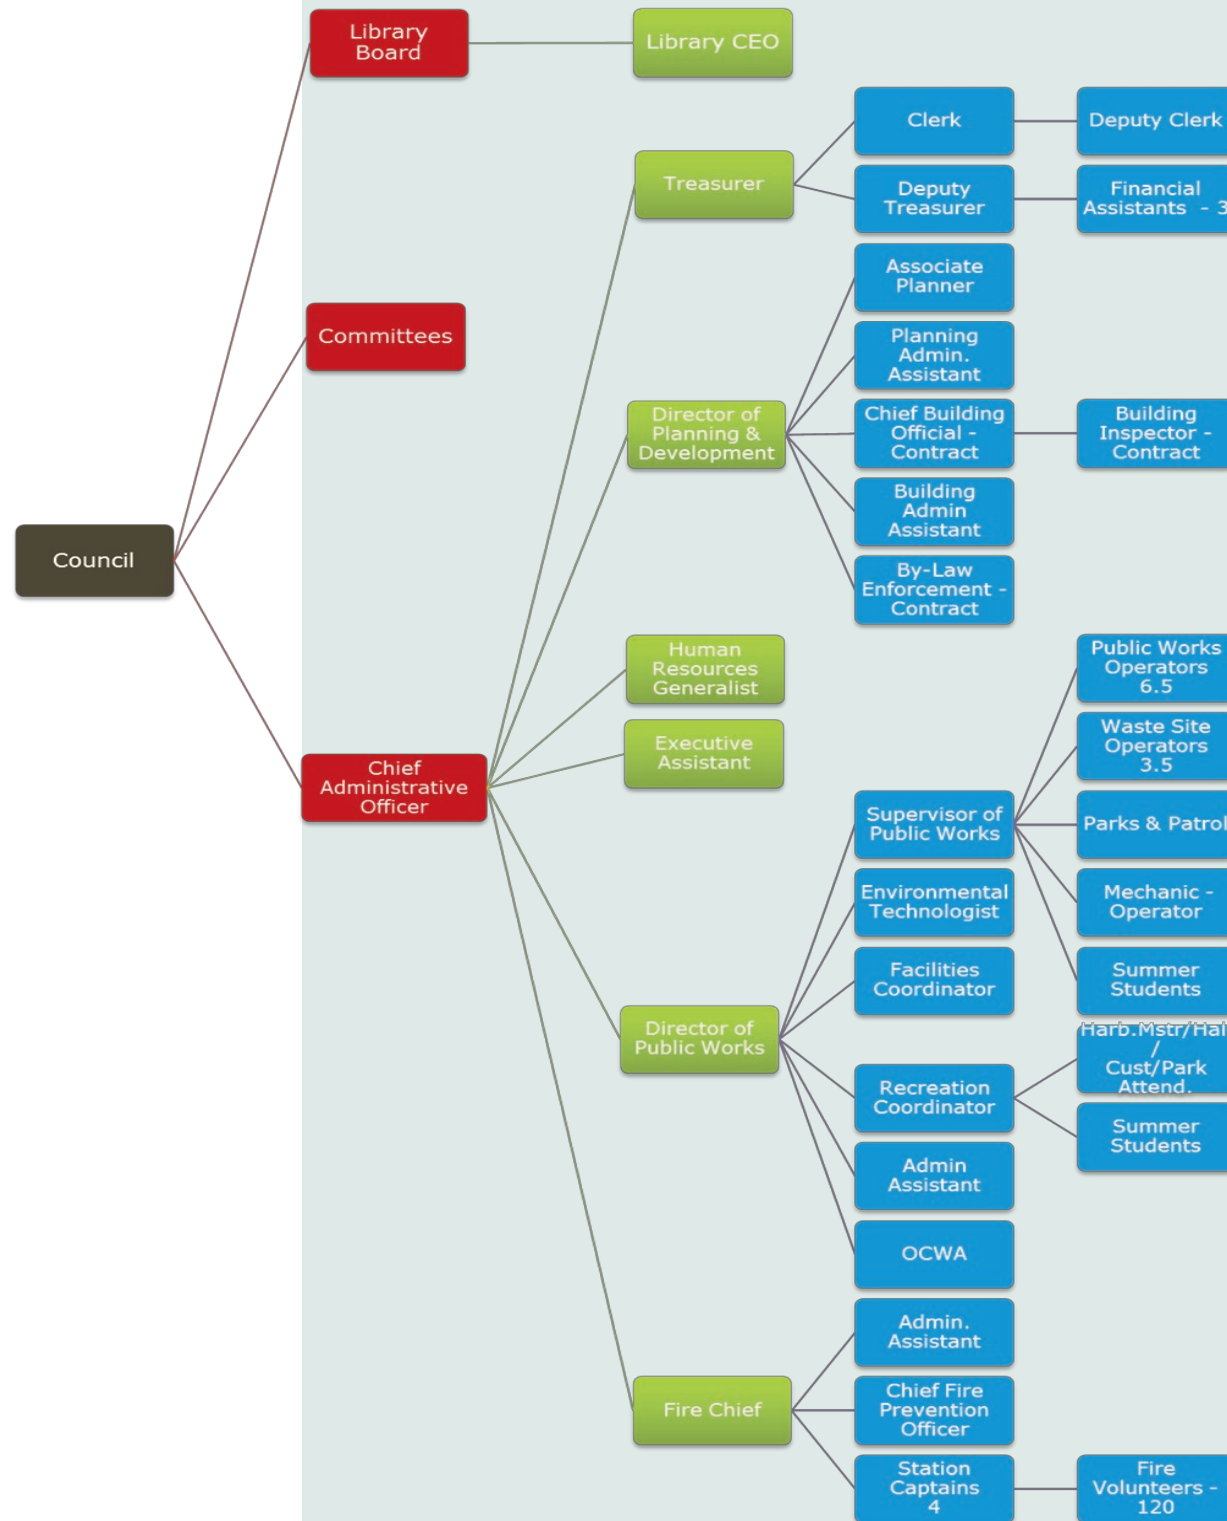 Library
Board
Library CEO
Clerk
Deputy Clerk
Treasurer
Deputy
Treasurer
Financial
Assistants - 3
Associate
Planner
Committees
Planning
Admin.
Assistant
Director of
Planning &
Development
Chief Building
Official -
Contract
Building
Inspector -
Contract
Building
Admin
Assistant
Council
By-Law
Enforcement -
Contract
Human
Resources
Generalist
Public Works
Operators
6.5
Executive
Assistant
Waste Site
Operators
3.5
Chief
Administrative
Officer
Supervisor of
Public Works
Parks & Patrol
Environmental
Technologist
Mechanic -
Operator
Facilities
Coordinator
Summer
Students
Director of
Public Works
Harb.Mstr/Hall
/
Cust/Park
Attend.
Recreation
Coordinator
Summer
Students
Admin
Assistant
OCWA
Admin.
Assistant
Fire Chief
Chief Fire
Prevention
Officer
Station
Captains
4
Fire
Volunteers -
120